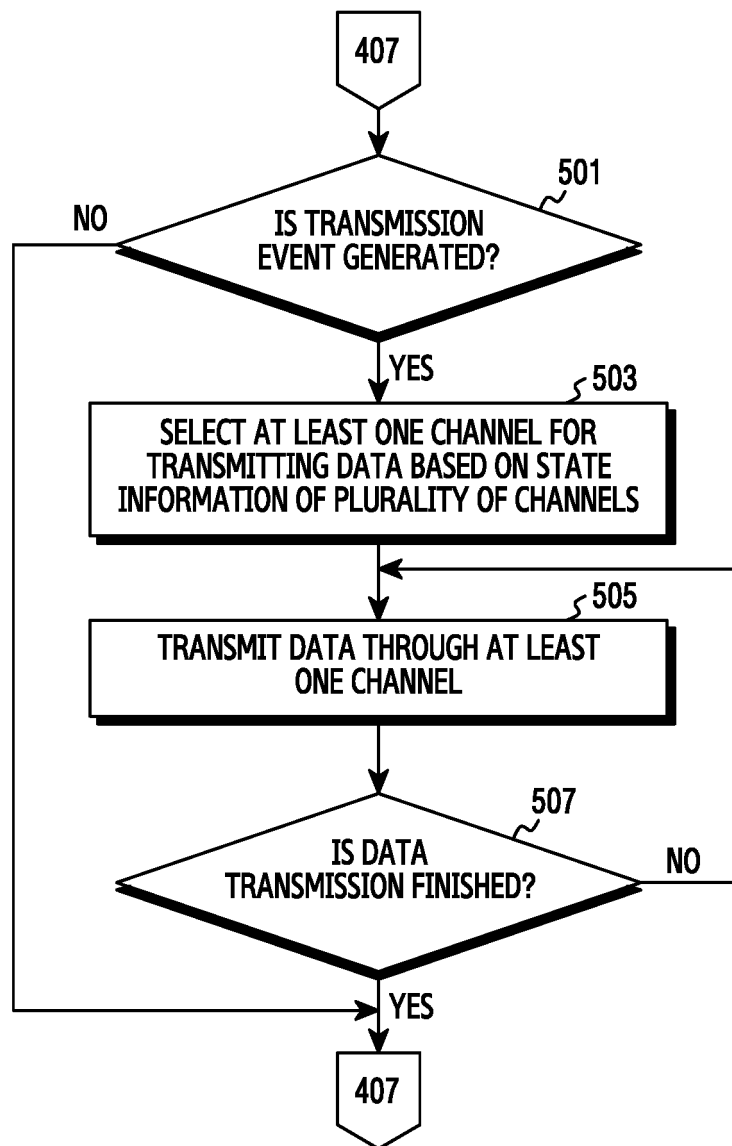 407
501
NO
IS TRANSMISSION
EVENT GENERATED?
YES
503
SELECT AT LEAST ONE CHANNEL FOR
TRANSMITTING DATA BASED ON STATE
INFORMATION OF PLURALITY OF CHANNELS
505
TRANSMIT DATA THROUGH AT LEAST
ONE CHANNEL
507
IS DATA
TRANSMISSION FINISHED?
NO
YES
407